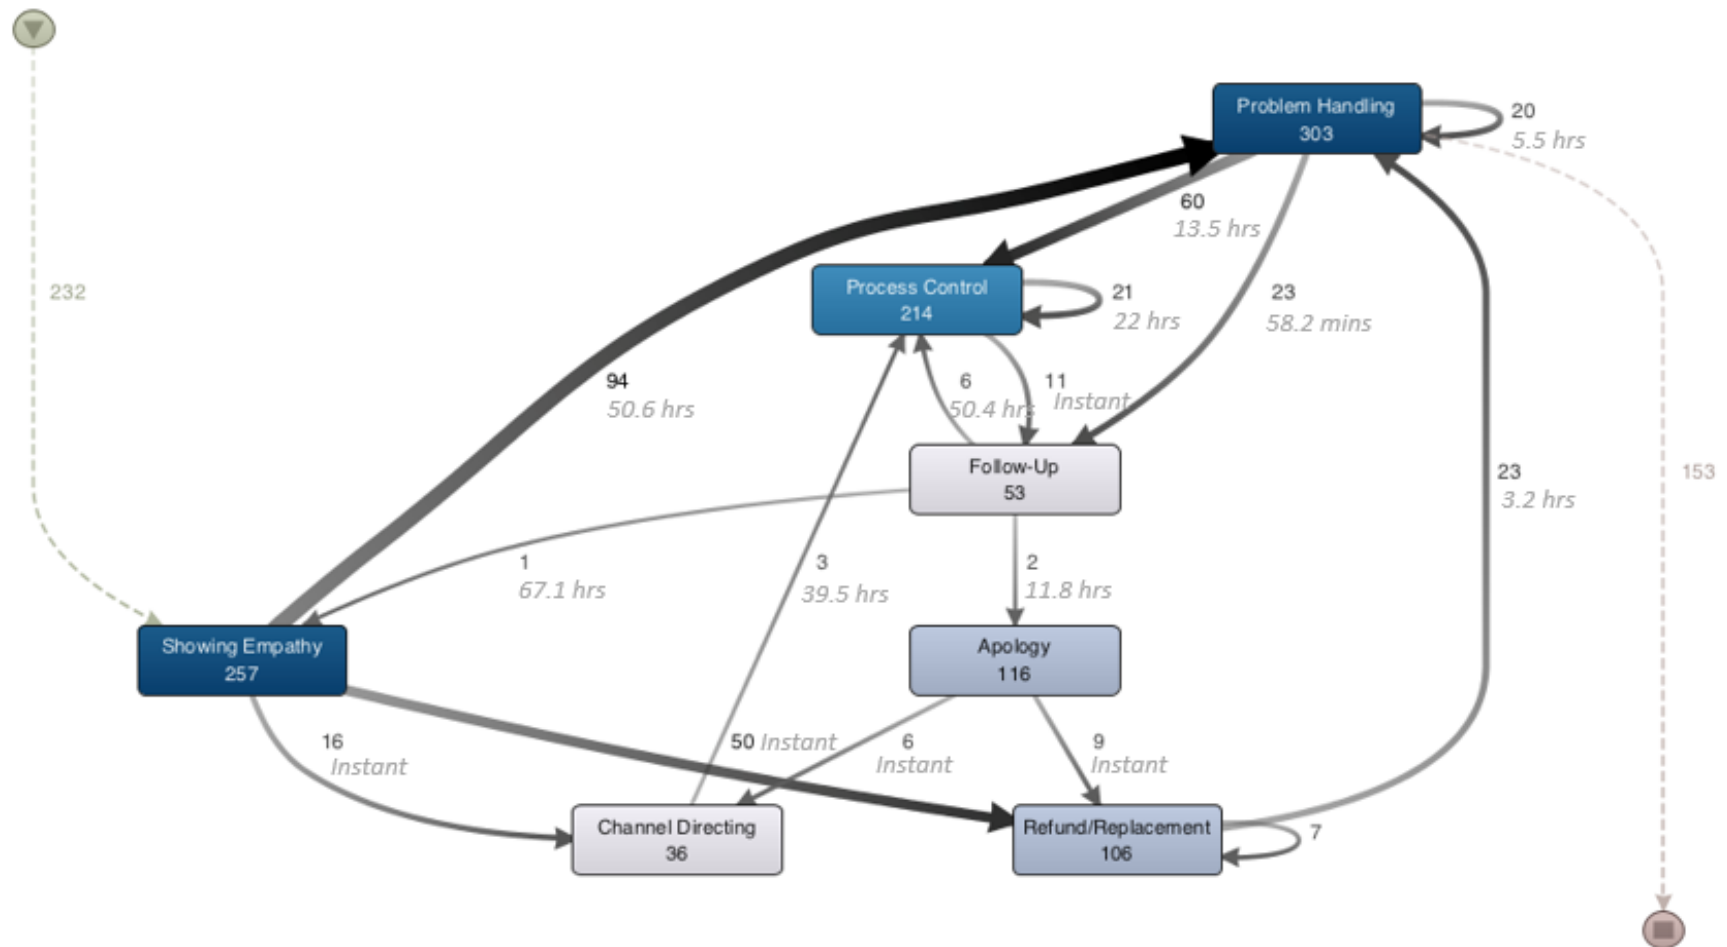 Problem Handling
303
20
5.5 hrs
60
13.5 hrs
Process Control
214
21
22 hrs
23
58.2 mins
232
94
50.6 hrs
6
50.4 hrs
11
Instant
Follow-Up
53
23
3.2 hrs
153
1
67.1 hrs
3
39.5 hrs
2
11.8 hrs
Showing Empathy
257
Apology
116
16
Instant
50 Instant
6
Instant
9
Instant
Channel Directing
36
Refund/Replacement
106
7